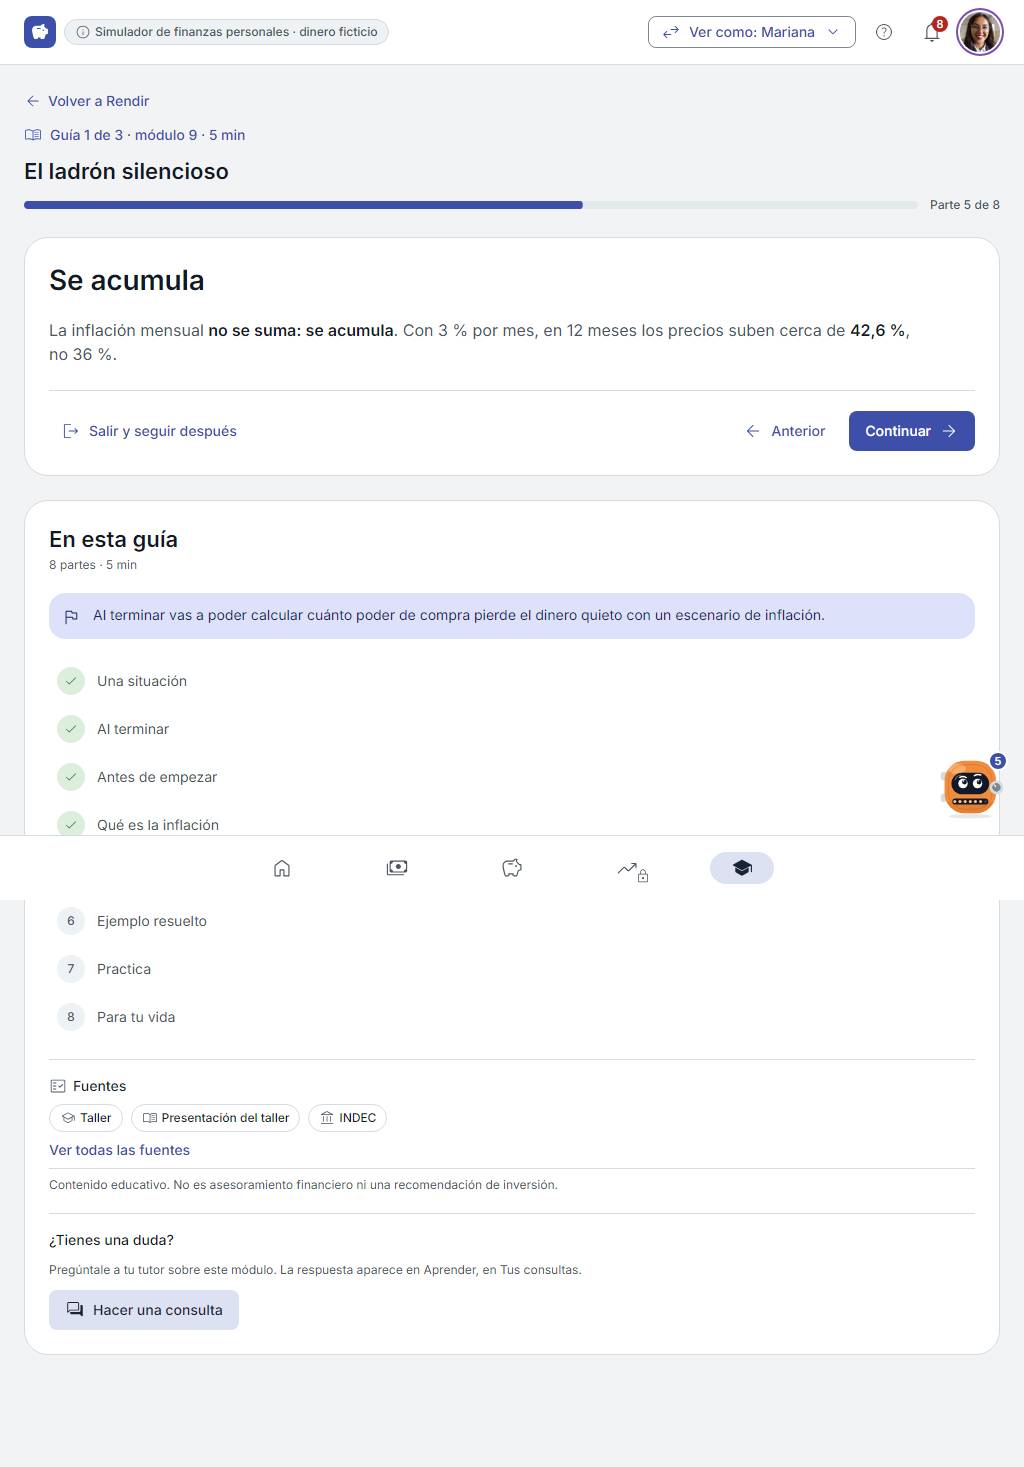 Simulador de finanzas personales · dinero ficticio
Ver como: Mariana
8
Volver a Rendir
Guía 1 de 3 · módulo 9 · 5 min
El ladrón silencioso
Parte 5 de 8
Se acumula
La inflación mensual no se suma: se acumula. Con 3 % por mes, en 12 meses los precios suben cerca de 42,6 %,
no 36 %.
Salir y seguir después
Anterior
Continuar
En esta guía
8 partes · 5 min
Al terminar vas a poder calcular cuánto poder de compra pierde el dinero quieto con un escenario de inflación.
Una situación
Al terminar
Antes de empezar
5
Qué es la inflación
6 Ejemplo resuelto
7 Practica
8 Para tu vida
Fuentes
Taller
Presentación del taller
INDEC
Ver todas las fuentes
Contenido educativo. No es asesoramiento financiero ni una recomendación de inversión.
¿Tienes una duda?
Pregúntale a tu tutor sobre este módulo. La respuesta aparece en Aprender, en Tus consultas.
Hacer una consulta